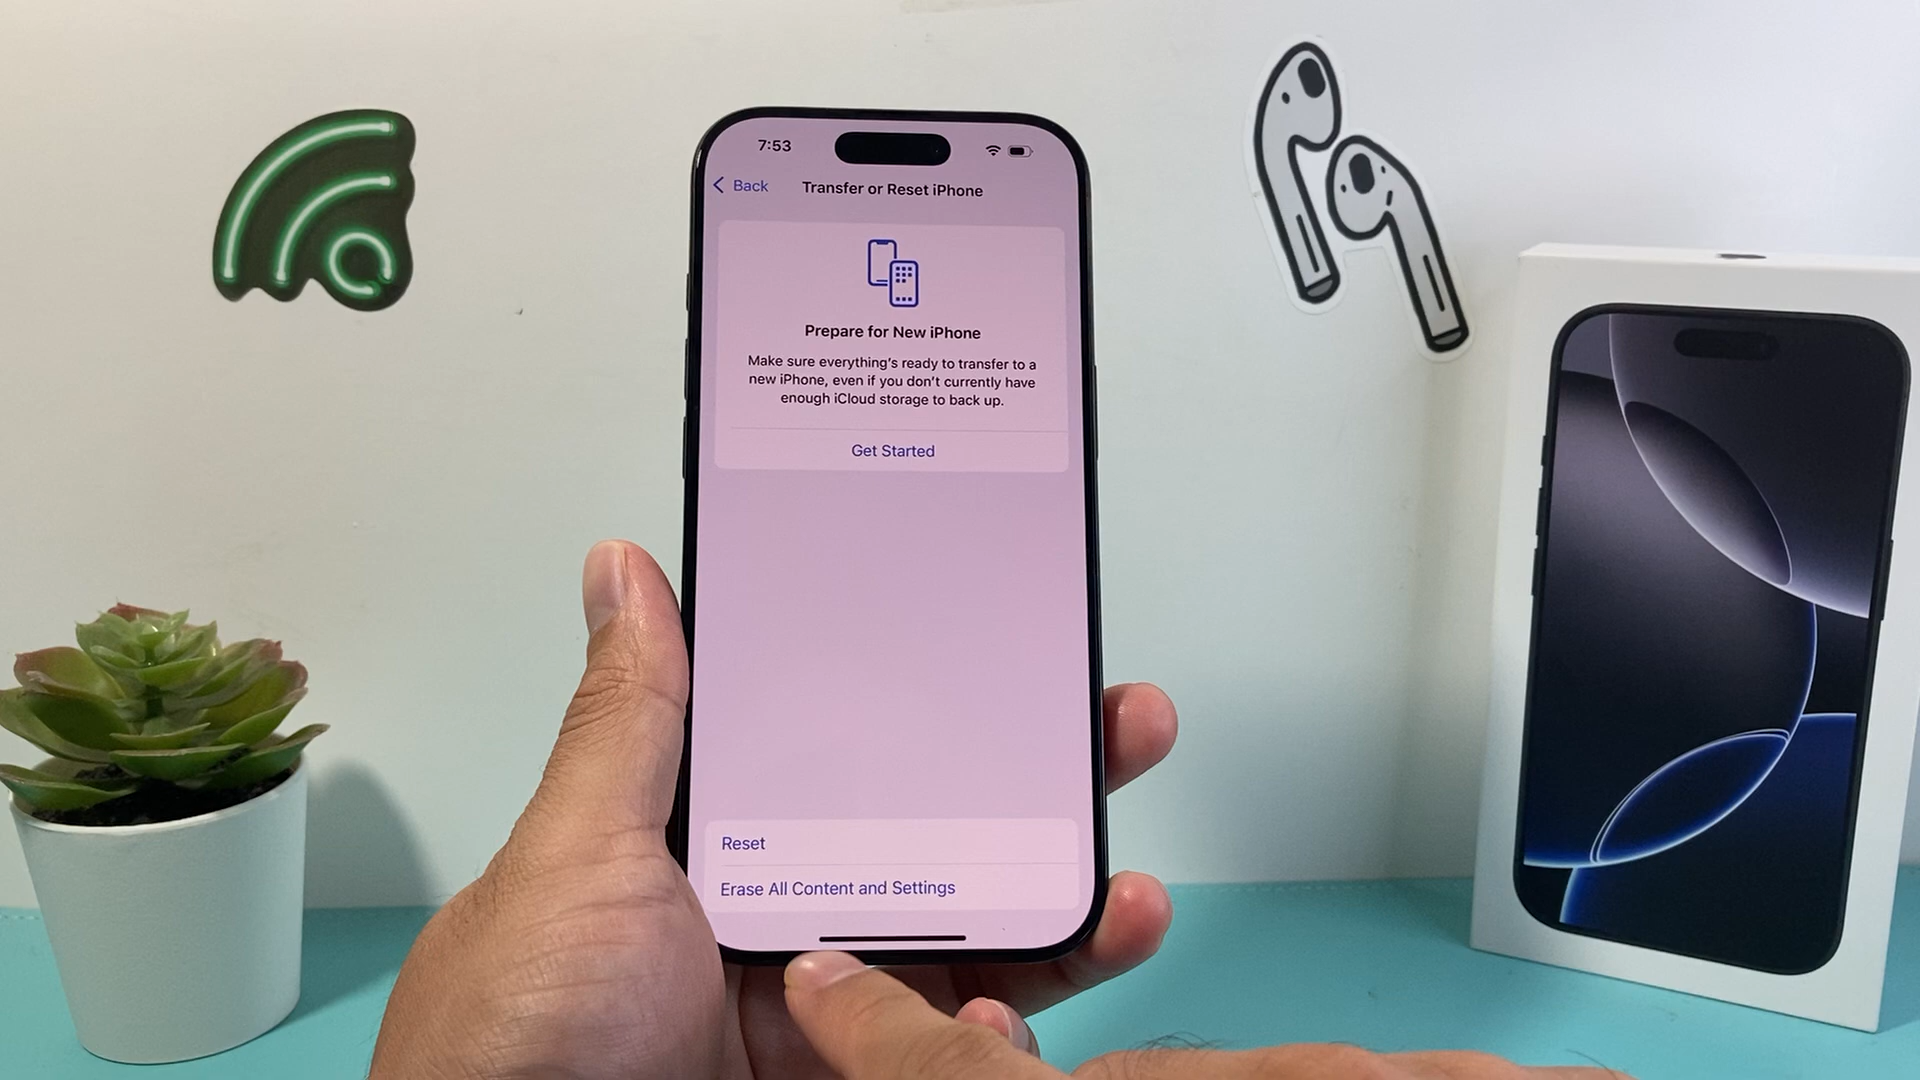 7:53
Back
Transfer or Reset iPhone
Prepare for New iPhone
Make sure everything's ready to transfer to a
new iPhone, even if you don't currently have
enough iCloud storage to back up.
Get Started
Reset
Erase All Content and Settings